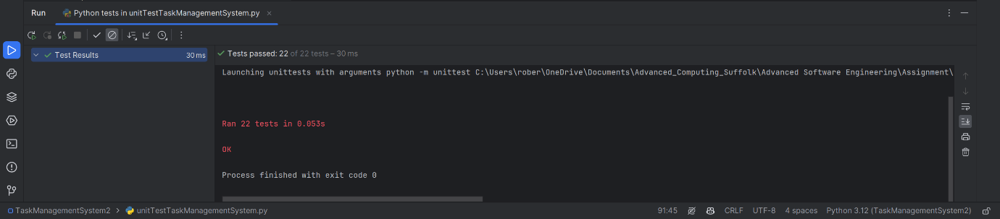 Run Python tests in unitTestTaskManagementSystem.py
Test Results 30 ms
Tests passed: 22 of 22 tests – 30 ms
Launching unittests with arguments python -m unittest C:\Users\rober\OneDrive\Documents\Advanced_Computing_Suffolk\Advanced Software Engineering\Assignment\
Ran 22 tests in 0.053s
OK
Process finished with exit code 0
TaskManagementSystem2 > unitTestTaskManagementSystem.py 91:45 CRLF UTF-8 4 spaces Python 3.12 (TaskManagementSystem2)